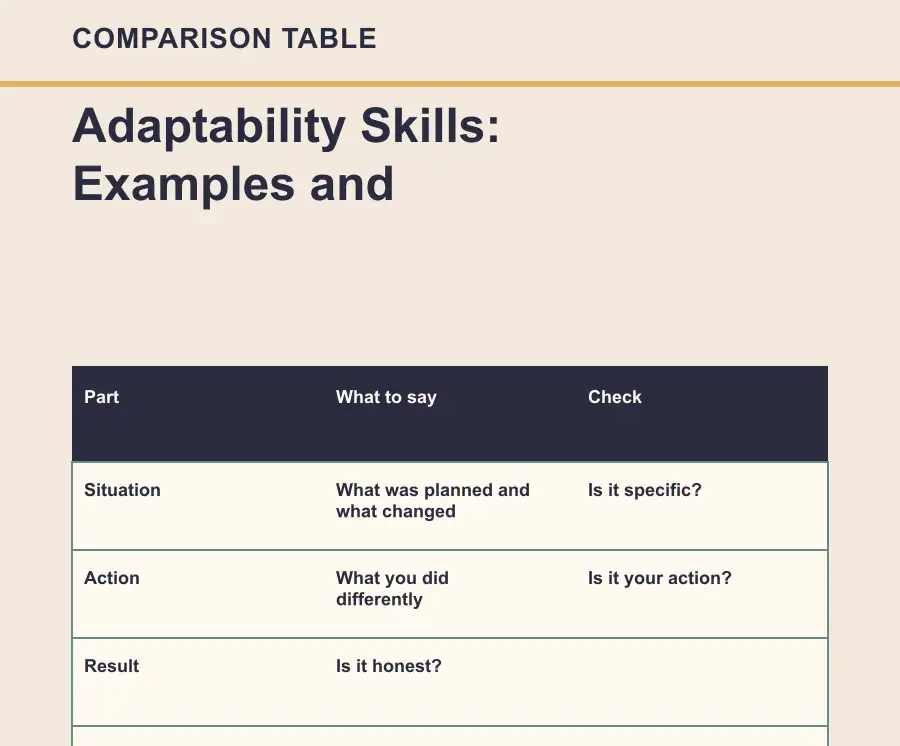 COMPARISON TABLE
Adaptability Skills:
Examples and
Part What to say Check
Situation What was planned and Is it specific?
what changed
Action What you did Is it your action?
differently
Result Is it honest?